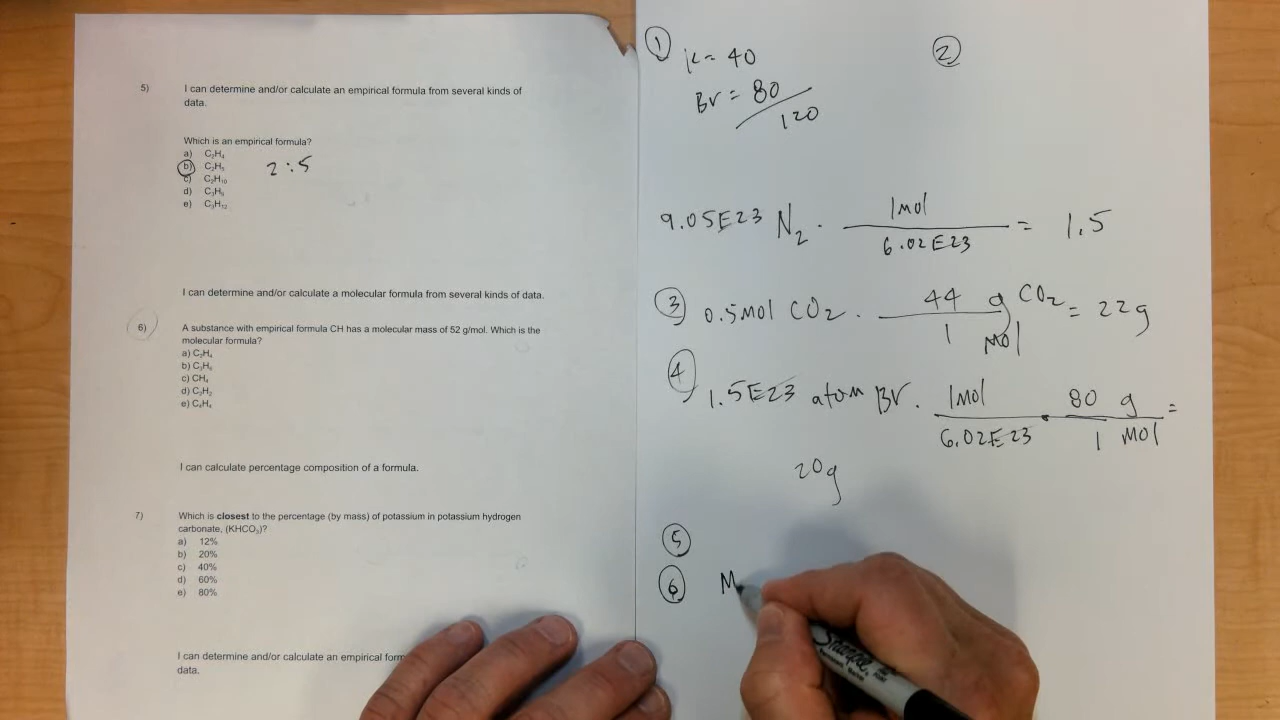 5) I can determine and/or calculate an empirical formula from several kinds of
data.
Which is an empirical formula?
a) C₂H₄
b) C₂H₅ 2:5
c) C₂H₁₀
d)
e) C₅H₁₂
I can determine and/or calculate a molecular formula from several kinds of data.
6) A substance with empirical formula CH has a molecular mass of 52 g/mol. Which is the
molecular formula?
a) C₂H₄
b)
c) CH₄
d) C₂H₂
e) C₄H₄
I can calculate percentage composition of a formula.
7) Which is closest to the percentage (by mass) of potassium in potassium hydrogen
carbonate, (KHCO₃)?
a) 12%
b) 20%
c) 40%
d) 60%
e) 80%
I can determine and/or calculate an empirical form
data.
① K = 40
Br = 80
120
②
9.05E23 N₂ · 1mol / 6.02E23 = 1.5
③ 0.5mol CO₂ · 44 g CO₂ / 1 mol = 22g
④ 1.5E23 atom Br · 1mol / 6.02E23 · 80 g / 1 mol =
20g
⑤
⑥ M
Sharpie